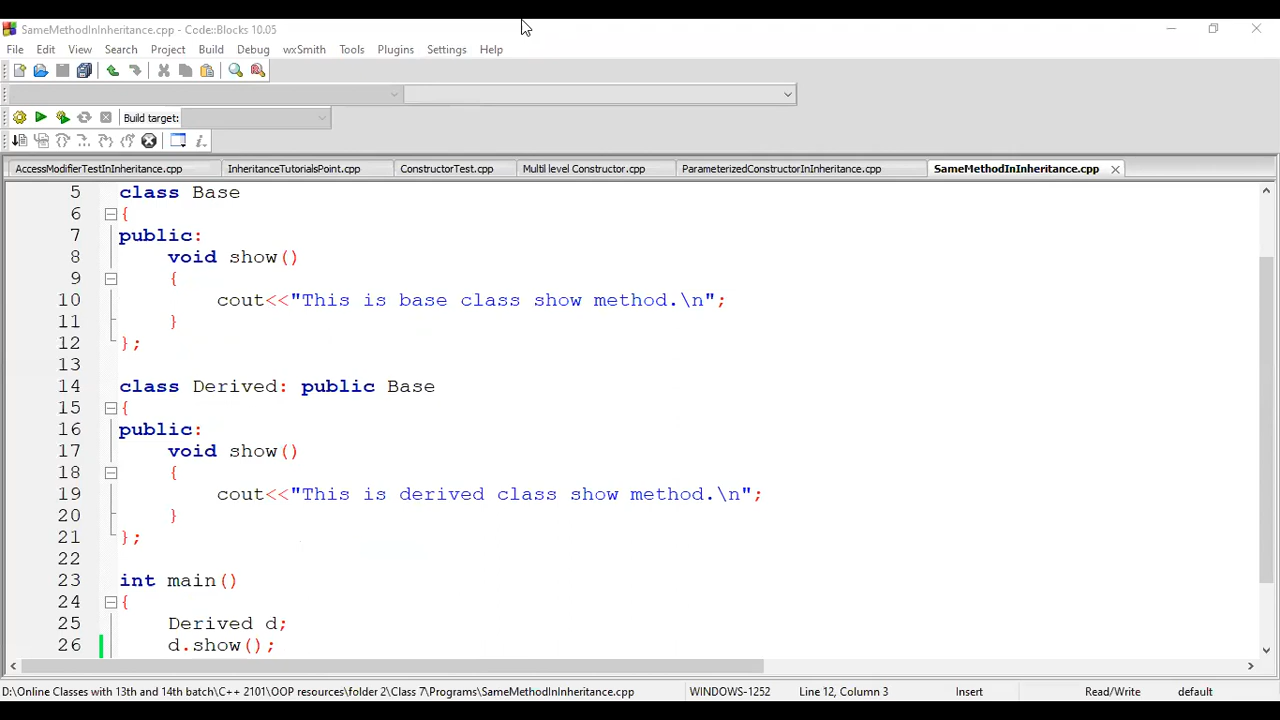 SameMethodInInheritance.cpp - Code::Blocks 10.05
File Edit View Search Project Build Debug wxSmith Tools Plugins Settings Help
Build target:
AccessModifierTestInInheritance.cpp InheritanceTutorialsPoint.cpp ConstructorTest.cpp Multil level Constructor.cpp ParameterizedConstructorInInheritance.cpp SameMethodInInheritance.cpp
5 class Base
6 {
7 public:
8 void show()
9 {
10 cout<<"This is base class show method.\n";
11 }
12 };
13
14 class Derived: public Base
15 {
16 public:
17 void show()
18 {
19 cout<<"This is derived class show method.\n";
20 }
21 };
22
23 int main()
24 {
25 Derived d;
26 d.show();
D:\Online Classes with 13th and 14th batch\C++ 2101\OOP resources\folder 2\Class 7\Programs\SameMethodInInheritance.cpp WINDOWS-1252 Line 12, Column 3 Insert Read/Write default